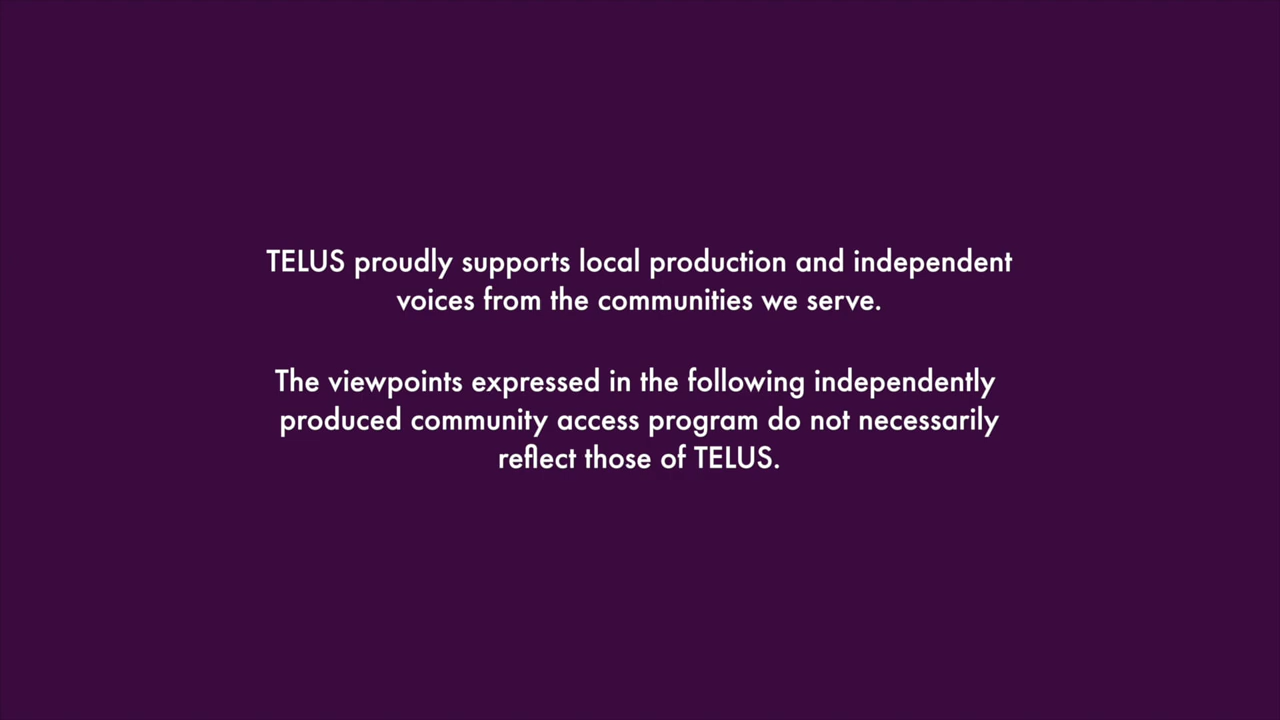 TELUS proudly supports local production and independent
voices from the communities we serve.
The viewpoints expressed in the following independently
produced community access program do not necessarily
reflect those of TELUS.